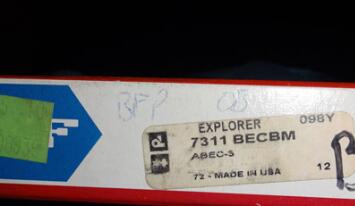 BFP 05
EXPLORER 098Y
7311 BECBM
ABEC-3
72 - MADE IN USA 12